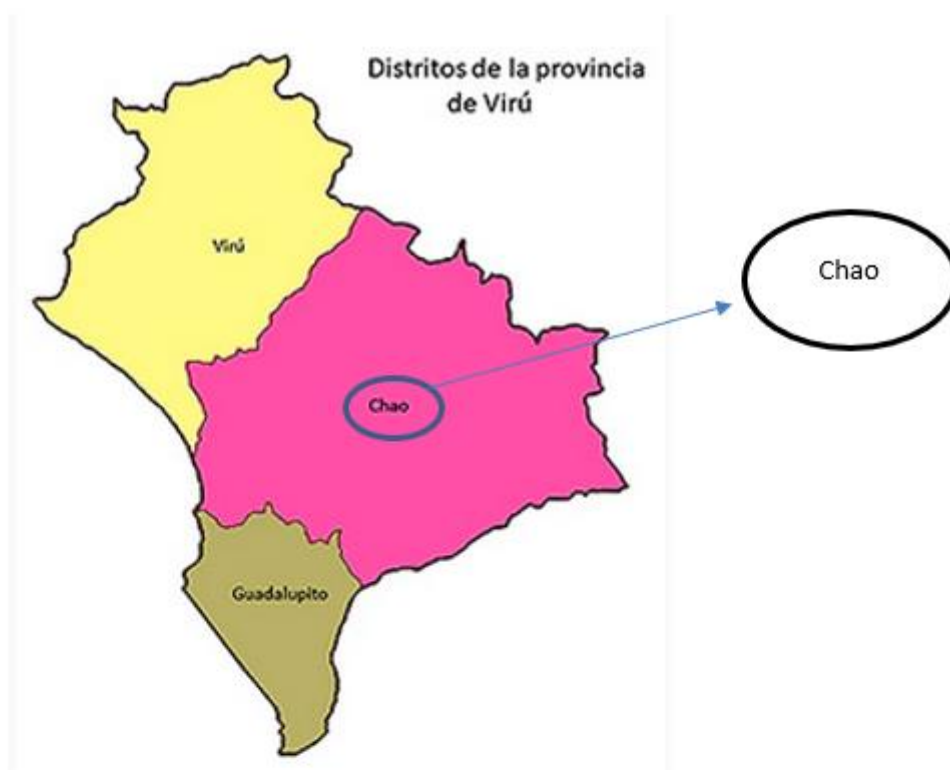 Distritos de la provincia
de Virú
Virú
Chao
Chao
Guadalupito